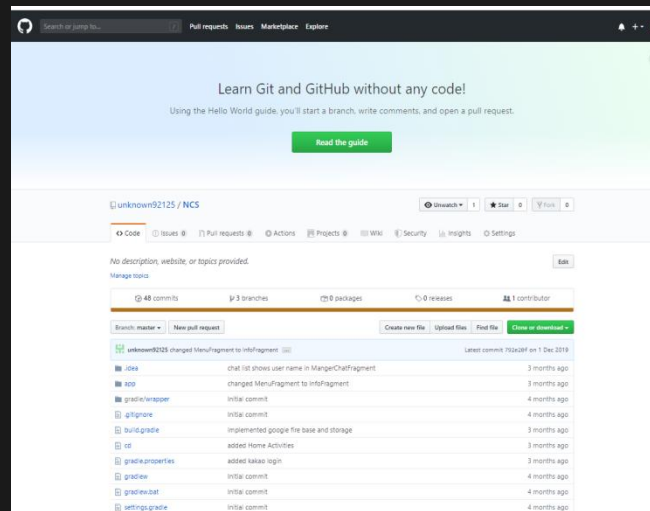 Search or jump to...
Pull requests Issues Marketplace Explore
Learn Git and GitHub without any code!
Using the Hello World guide, you'll start a branch, write comments, and open a pull request.
Read the guide
unknown92125 / NCS
Unwatch 1 Star 0 Fork 0
Code Issues 0 Pull requests 0 Actions Projects 0 Wiki Security Insights Settings
No description, website, or topics provided.
Edit
Manage topics
48 commits 3 branches 0 packages 0 releases 1 contributor
Branch: master New pull request Create new file Upload files Find file Clone or download
unknown92125 changed MenuFragment to InfoFragment Latest commit on 1 Dec 2019
.idea chat list shows user name in MangerChatFragment 3 months ago
app changed MenuFragment to InfoFragment 3 months ago
gradle/wrapper Initial commit 4 months ago
.gitignore Initial commit 4 months ago
build.gradle implemented google fire base and storage 3 months ago
cd added Home Activities 3 months ago
gradle.properties added kakao login 3 months ago
gradlew Initial commit 4 months ago
gradlew.bat Initial commit 4 months ago
settings.gradle Initial commit 4 months ago